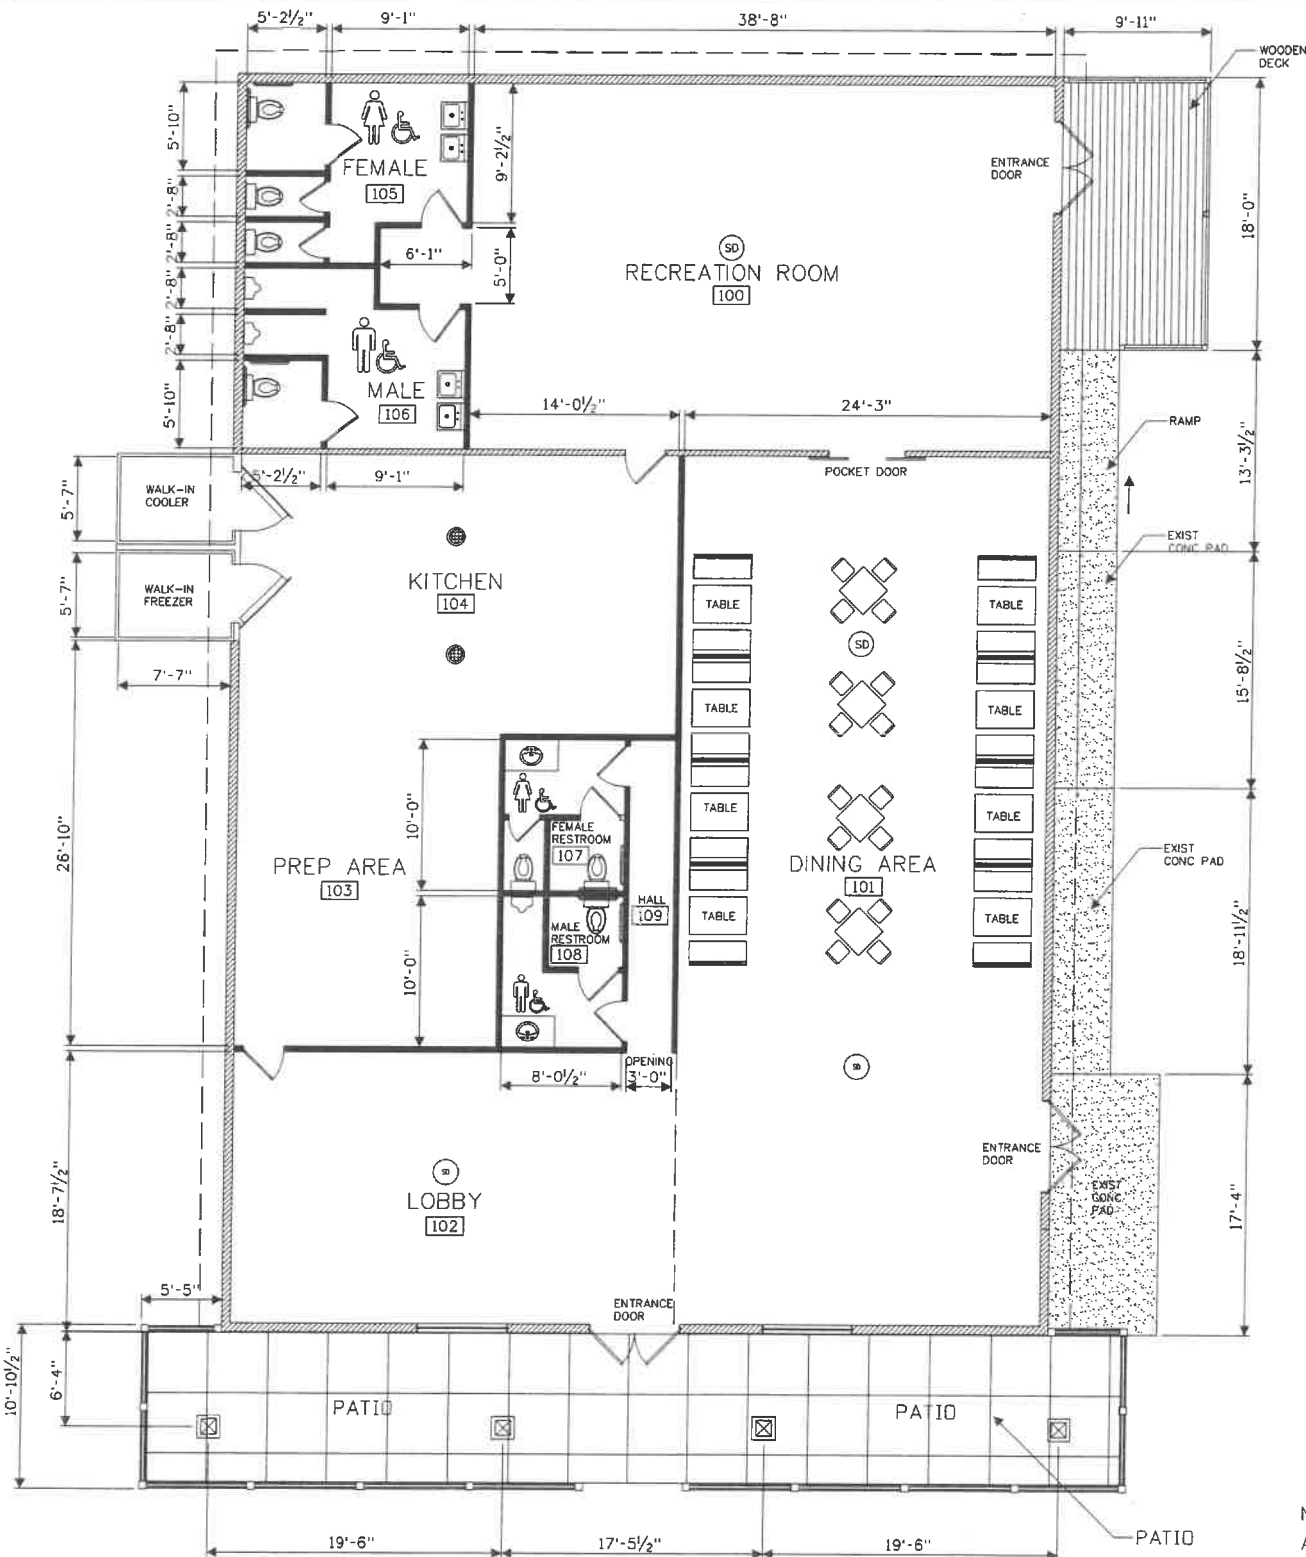 5'-2½" 9'-1" 38'-8" 9'-11"
WOODEN
DECK
5'-10"
FEMALE
105
9'-2½"
ENTRANCE
DOOR
18'-0"
2'-8"
2'-8"
6'-1"
5'-0"
SD
RECREATION ROOM
100
2'-8"
2'-8"
MALE
106
5'-10"
14'-0½" 24'-3"
RAMP
13'-3½"
5'-2½" 9'-1"
POCKET DOOR
WALK-IN
COOLER
5'-7"
EXIST
CONC PAD
KITCHEN
104
WALK-IN
FREEZER
5'-7"
TABLE
TABLE
SD
7'-7"
15'-8½"
TABLE
TABLE
10'-0"
26'-10"
TABLE
TABLE
FEMALE
RESTROOM
107
PREP AREA
103
DINING AREA
101
EXIST
CONC PAD
HALL
109
TABLE
TABLE
MALE
RESTROOM
108
10'-0"
18'-11½"
OPENING
8'-0½" 3'-0"
SD
ENTRANCE
DOOR
18'-7½"
SD
LOBBY
102
EXIST
CONC
PAD
17'-4"
5'-5"
ENTRANCE
DOOR
10'-10½"
6'-4"
PATIO
PATIO
19'-6" 17'-5½" 19'-6"
PATIO
N
A